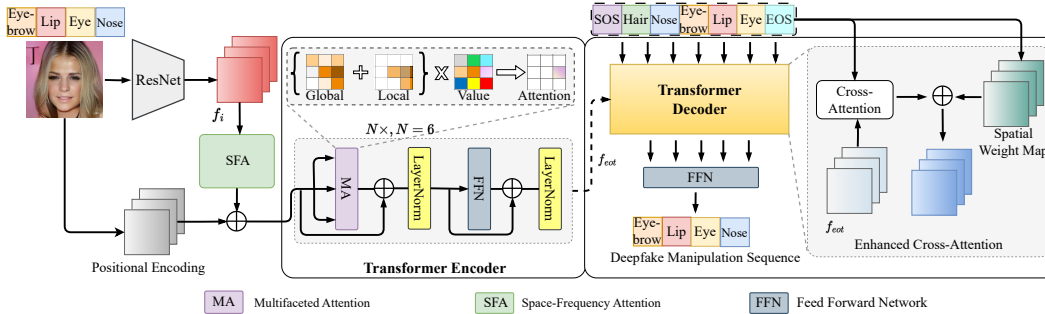 Eye-
brow
Lip
Eye
Nose
ResNet
f_i
SFA
Positional Encoding
Global
Local
Value
Attention
N×, N = 6
MA
LayerNorm
FFN
LayerNorm
Transformer Encoder
f_eot
SOS
Hair
Nose
Eye-
brow
Lip
Eye
EOS
Transformer
Decoder
FFN
Eye-
brow
Lip
Eye
Nose
Deepfake Manipulation Sequence
Cross-
Attention
Spatial
Weight Map
f_eot
Enhanced Cross-Attention
MA
Multifaceted Attention
SFA
Space-Frequency Attention
FFN
Feed Forward Network